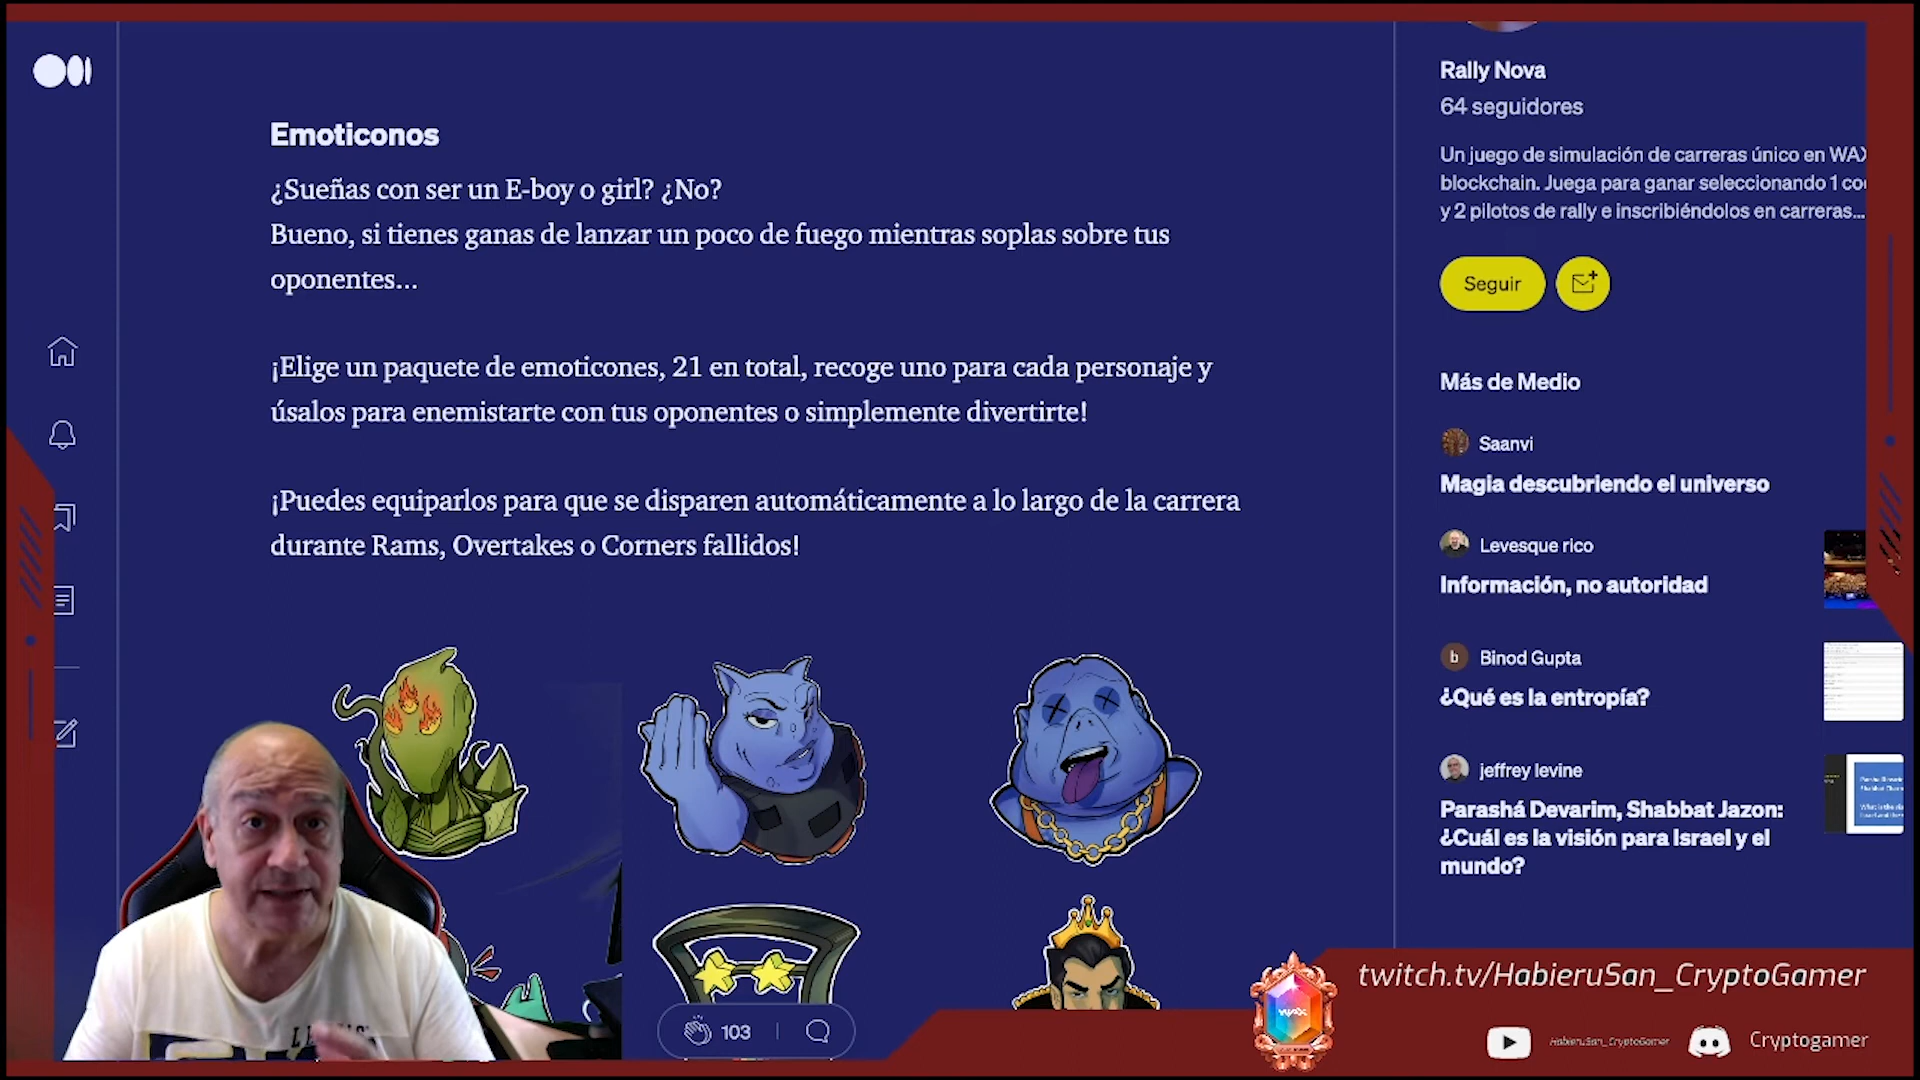 Emoticonos
¿Sueñas con ser un E-boy o girl? ¿No?
Bueno, si tienes ganas de lanzar un poco de fuego mientras soplas sobre tus
oponentes...
¡Elige un paquete de emoticones, 21 en total, recoge uno para cada personaje y
úsalos para enemistarte con tus oponentes o simplemente divertirte!
¡Puedes equiparlos para que se disparen automáticamente a lo largo de la carrera
durante Rams, Overtakes o Corners fallidos!
103
Rally Nova
64 seguidores
Un juego de simulación de carreras único en WAX
blockchain. Juega para ganar seleccionando 1 co
y 2 pilotos de rally e inscribiéndolos en carreras...
Seguir
Más de Medio
Saanvi
Magia descubriendo el universo
Levesque rico
Información, no autoridad
b Binod Gupta
¿Qué es la entropía?
jeffrey levine
Parashá Devarim, Shabbat Jazon:
¿Cuál es la visión para Israel y el
mundo?
twitch.tv/HabieruSan_CryptoGamer
WAX
HabieruSan_CryptoGamer
Cryptogamer